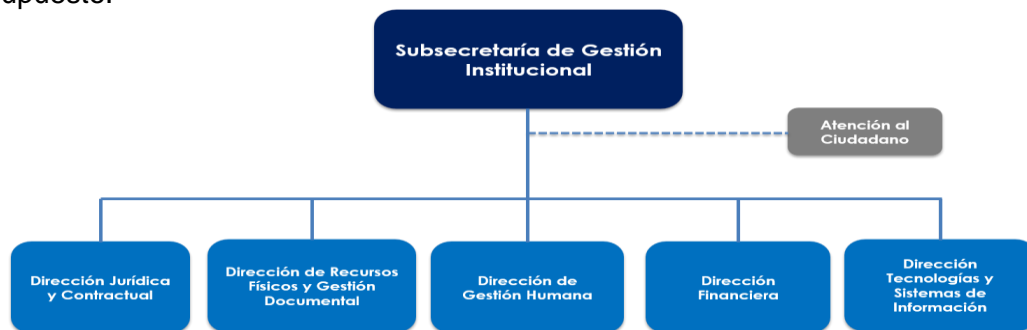 Subsecretaría de Gestión
Institucional
Atención al
Ciudadano
Dirección Jurídica
y Contractual
Dirección de Recursos
Físicos y Gestión
Documental
Dirección de
Gestión Humana
Dirección
Financiera
Dirección
Tecnologías y
Sistemas de
Información